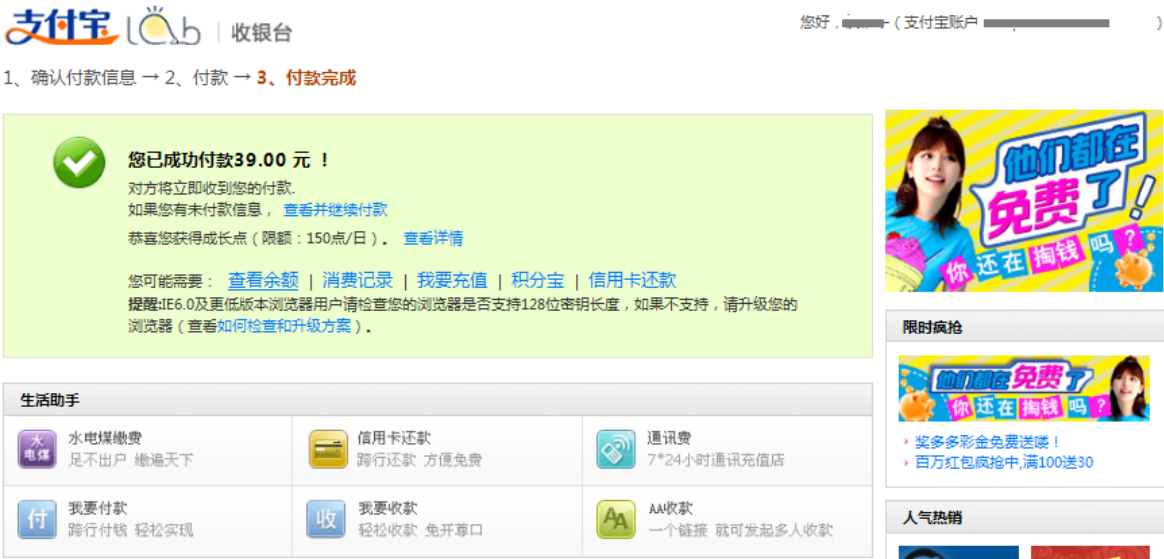 支付宝 Lab 收银台
您好， （支付宝账户 ）
1、确认付款信息 → 2、付款 → 3、付款完成
您已成功付款39.00 元 ！
对方将立即收到您的付款.
如果您有未付款信息， 查看并继续付款
恭喜您获得成长点（限额：150点/日）。 查看详情
您可能需要： 查看余额 | 消费记录 | 我要充值 | 积分宝 | 信用卡还款
提醒:IE6.0及更低版本浏览器用户请检查您的浏览器是否支持128位密钥长度，如果不支持，请升级您的
浏览器（查看如何检查和升级方案）。
他们都在
免费了！
你还在掏钱吗？
限时疯抢
他们都在免费了
你还在掏钱吗？
奖多多彩金免费送喽！
百万红包疯抢中,满100送30
人气热销
生活助手
水电煤
水电煤缴费
足不出户 缴遍天下
信用卡还款
跨行还款 方便免费
通讯费
7*24小时通讯充值店
付
我要付款
跨行付钱 轻松实现
收
我要收款
轻松收款 免开尊口
AA
AA收款
一个链接 就可发起多人收款